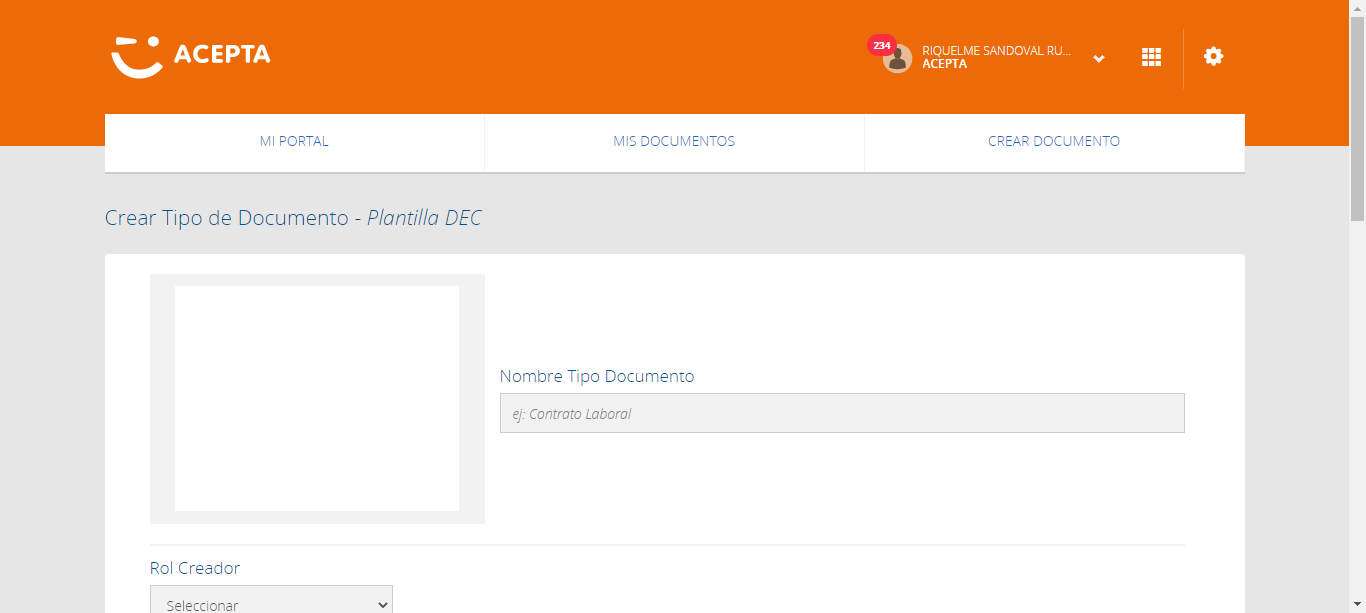 ACEPTA
234
RIQUELME SANDOVAL RU...
ACEPTA
MI PORTAL
MIS DOCUMENTOS
CREAR DOCUMENTO
Crear Tipo de Documento - Plantilla DEC
Nombre Tipo Documento
ej: Contrato Laboral
Rol Creador
Seleccionar